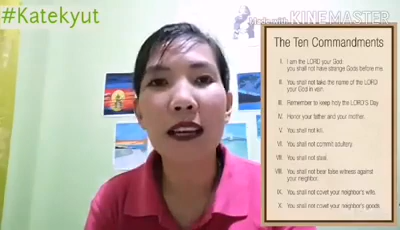 #Katekyut
Made with KINEMASTER
The Ten Commandments
I. I am the LORD your God:
you shall not have strange Gods before me.
II. You shall not take the name of the LORD
your God in vain.
III. Remember to keep holy the LORD'S Day.
IV. Honor your father and your mother.
V. You shall not kill.
VI. You shall not commit adultery.
VII. You shall not steal.
VIII. You shall not bear false witness against
your neighbor.
IX. You shall not covet your neighbor's wife.
X. You shall not covet your neighbor's goods.